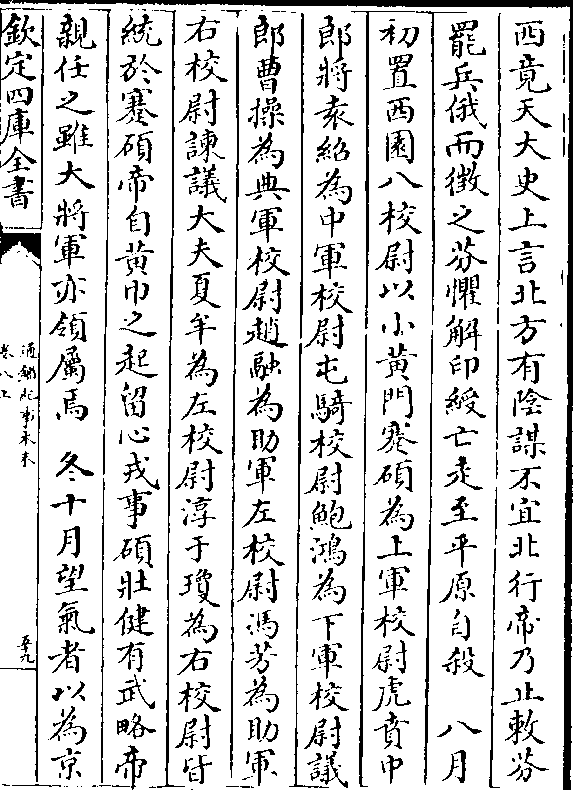 西竟天大史上言北方有陰謀不宜北行帝乃止敕芬
罷兵俄而徴之芬懼解印綬亡走至平原自殺　八月
初置西園八校尉以小黄門蹇碩為上軍校尉虎賁中
郎將袁紹為中軍校尉屯騎校尉鮑鴻為下軍校尉議
郎曹操為典軍校尉趙融為助軍左校尉馮芳為助軍
右校尉諫議大夫夏牟為左校尉淳于瓊為右校尉皆
統於蹇碩帝自黄巾之起留心戎事碩壯健有武略帝
親任之雖大將軍亦領屬焉　冬十月望氣者以為京
欽定四庫全書
通鑑紀事本末
卷八上
五十九